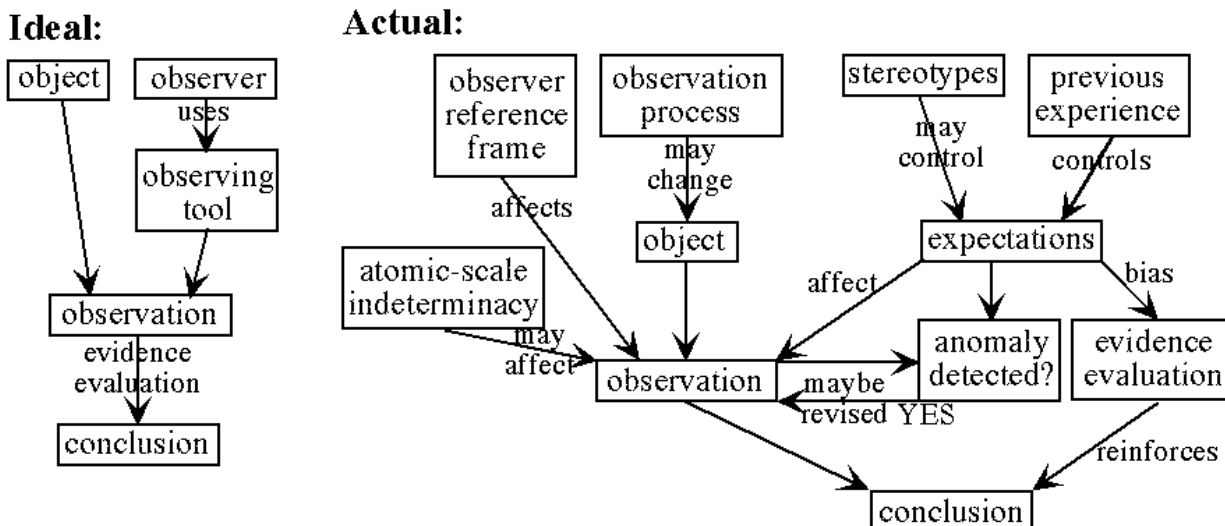 Ideal:
object
observer
uses
observing
tool
observation
evidence
evaluation
conclusion
Actual:
observer
reference
frame
observation
process
stereotypes
previous
experience
may
change
may
control
controls
affects
object
expectations
atomic-scale
indeterminacy
affect
bias
may
affect
observation
anomaly
detected?
evidence
evaluation
maybe
revised YES
reinforces
conclusion